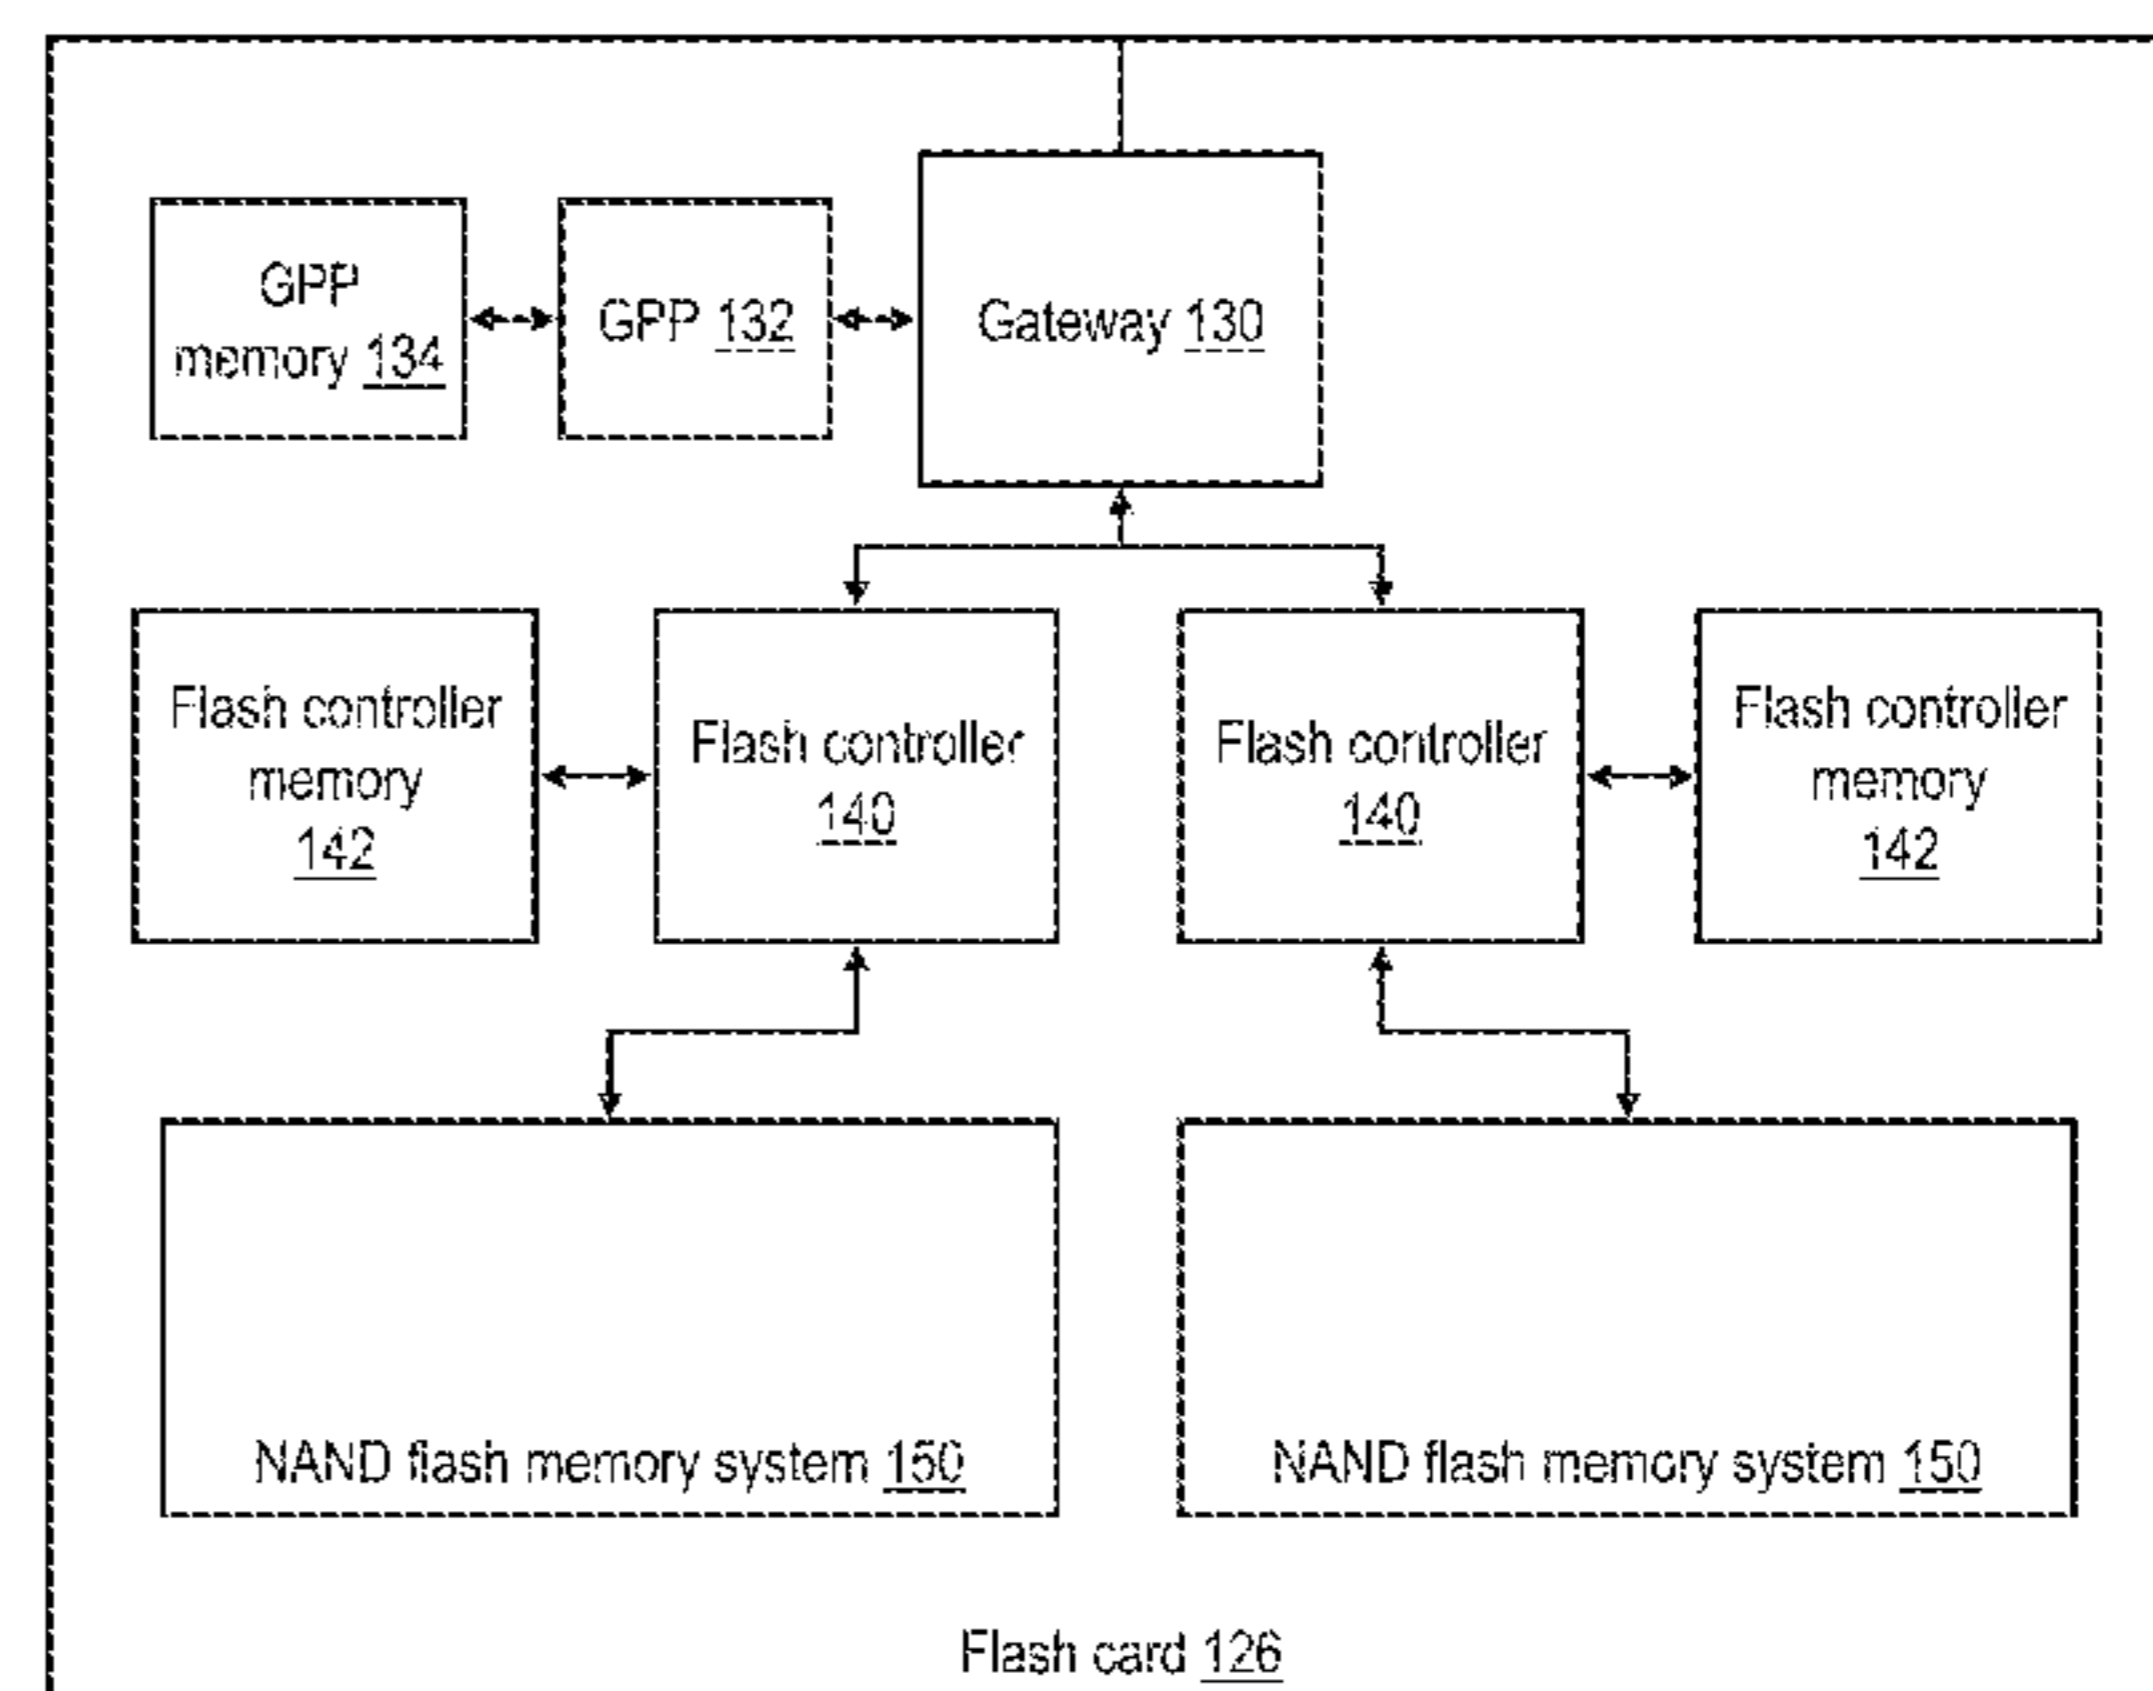 GPP
memory 134
GPP 132
Gateway 130
Flash controller
memory
142
Flash controller
140
Flash controller
140
Flash controller
memory
142
NAND flash memory system 150
NAND flash memory system 150
Flash card 126